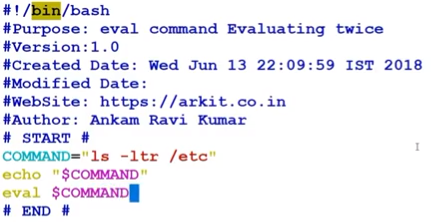 #!/bin/bash
#Purpose: eval command Evaluating twice
#Version:1.0
#Created Date: Wed Jun 13 22:09:59 IST 2018
#Modified Date:
#WebSite: https://arkit.co.in
#Author: Ankam Ravi Kumar
# START #
COMMAND="ls -ltr /etc"
echo "$COMMAND"
eval $COMMAND
# END #